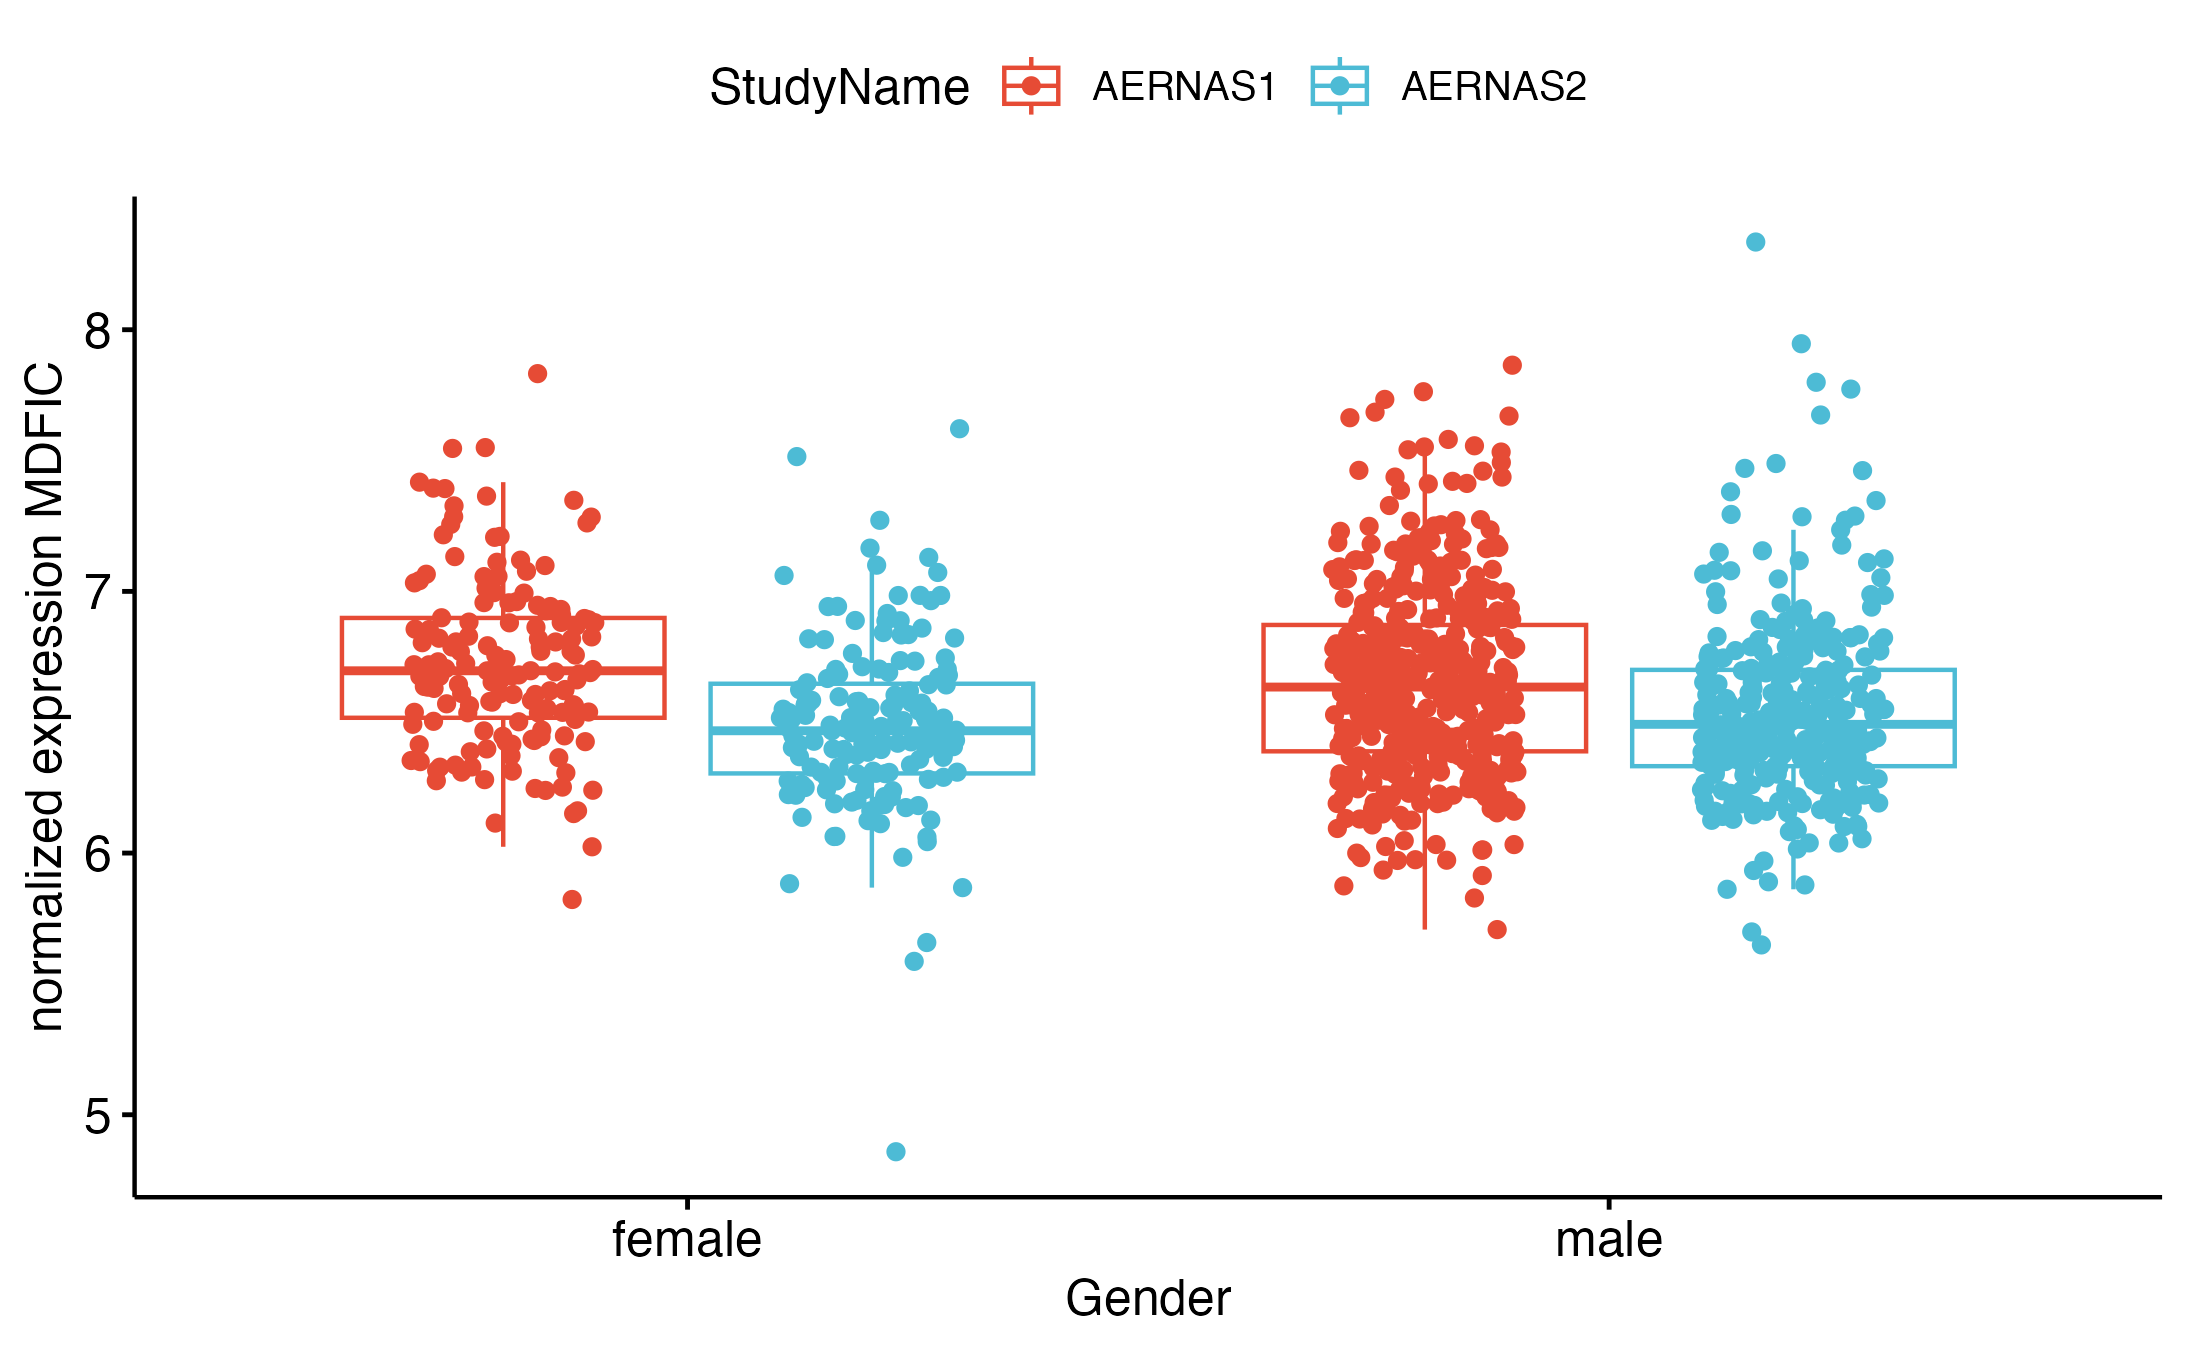 StudyName AERNAS1 AERNAS2
normalized expression MDFIC
8
7
6
5
female male
Gender